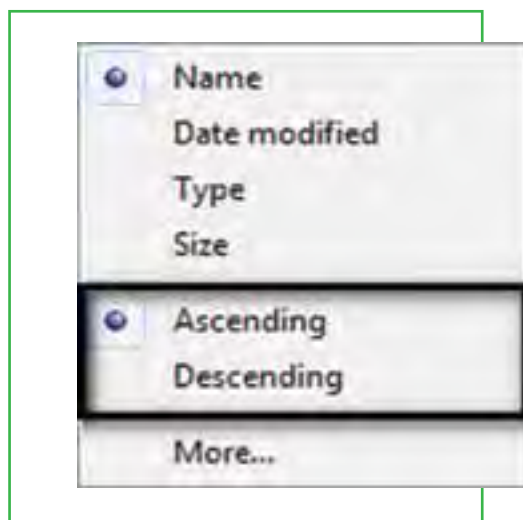 Name
Date modified
Type
Size
Ascending
Descending
More...